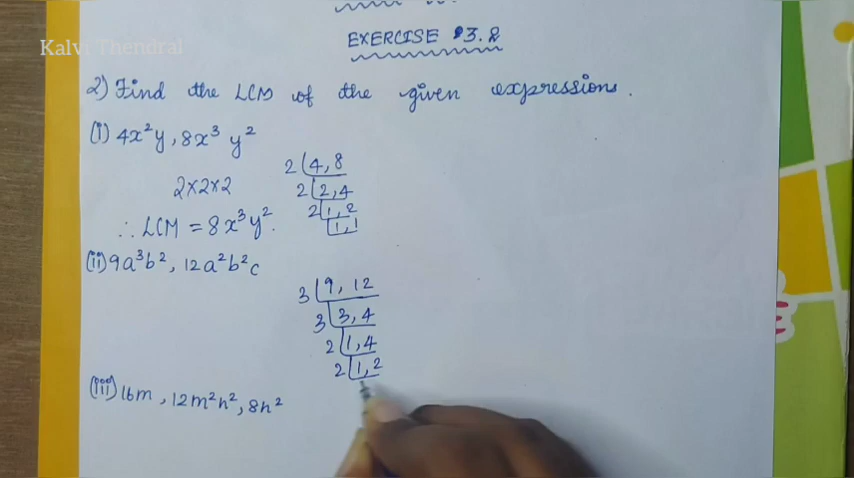 Kalvi Thendral
EXERCISE 3.2
2) Find the LCM of the given expressions.
(i) 4x²y, 8x³ y²
2 | 4, 8
2 | 2, 4
2 | 1, 2
1, 1
2×2×2
∴ LCM = 8x³y².
(ii) 9a³b², 12a²b²c
3 | 9, 12
3 | 3, 4
2 | 1, 4
2 | 1, 2
(iii) 16m, 12m²n², 8n²